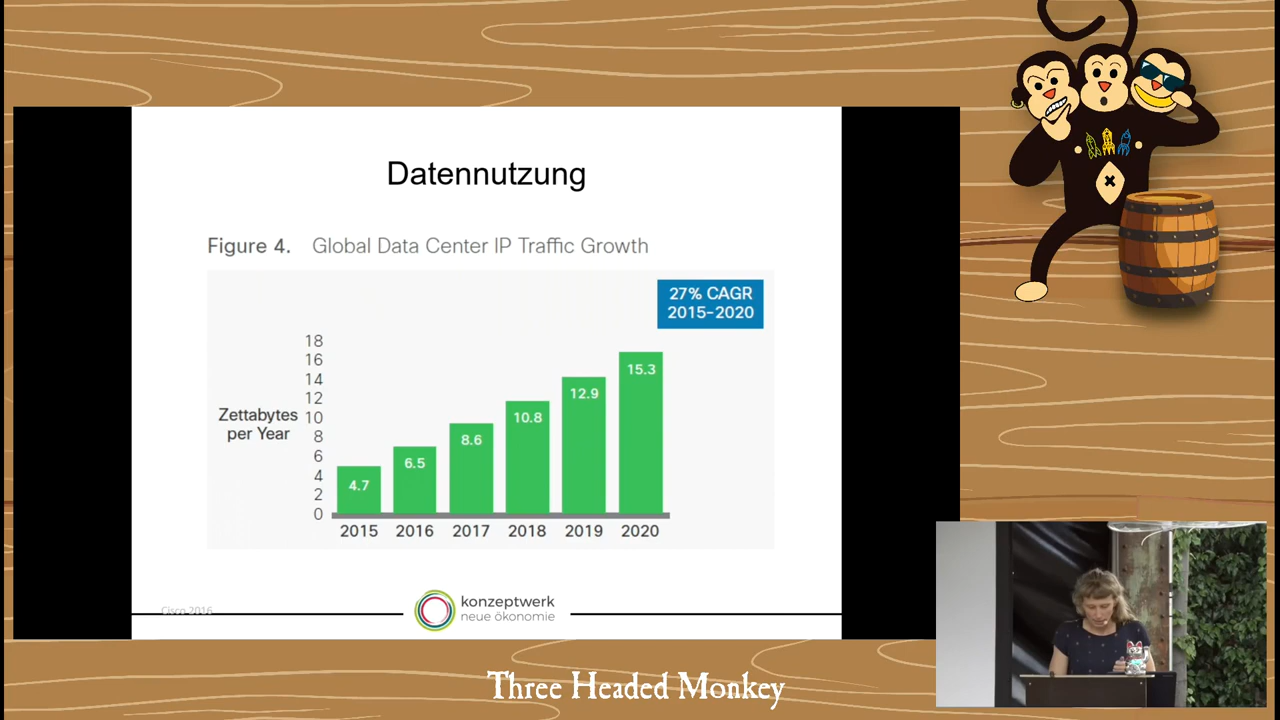 Datennutzung
Figure 4. Global Data Center IP Traffic Growth
27% CAGR
2015-2020
18
16
14
12
10
8
6
4
2
0
Zettabytes
per Year
4.7
6.5
8.6
10.8
12.9
15.3
2015 2016 2017 2018 2019 2020
Cisco 2016
konzeptwerk
neue ökonomie
Three Headed Monkey